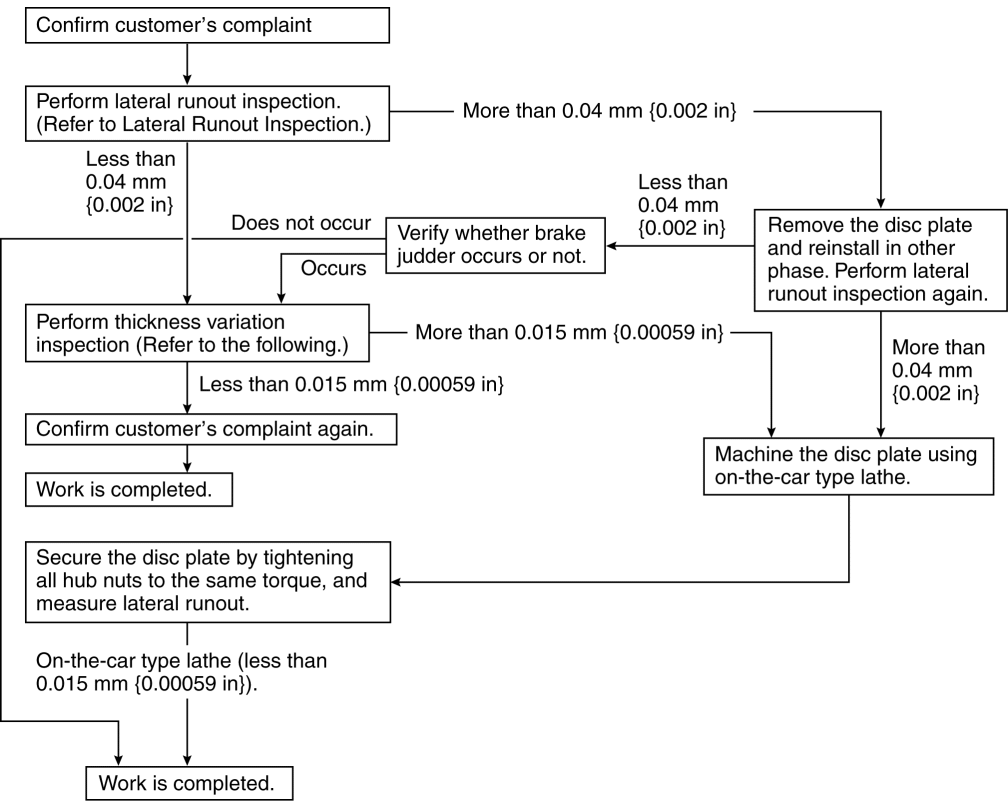 Confirm customer’s complaint
Perform lateral runout inspection.
(Refer to Lateral Runout Inspection.)
More than 0.04 mm {0.002 in}
Less than
0.04 mm
{0.002 in}
Less than
0.04 mm
{0.002 in}
Remove the disc plate
and reinstall in other
phase. Perform lateral
runout inspection again.
Does not occur
Verify whether brake
judder occurs or not.
Occurs
Perform thickness variation
inspection (Refer to the following.)
More than 0.015 mm {0.00059 in}
More than
0.04 mm
{0.002 in}
Less than 0.015 mm {0.00059 in}
Confirm customer’s complaint again.
Machine the disc plate using
on-the-car type lathe.
Work is completed.
Secure the disc plate by tightening
all hub nuts to the same torque, and
measure lateral runout.
On-the-car type lathe (less than
0.015 mm {0.00059 in}).
Work is completed.